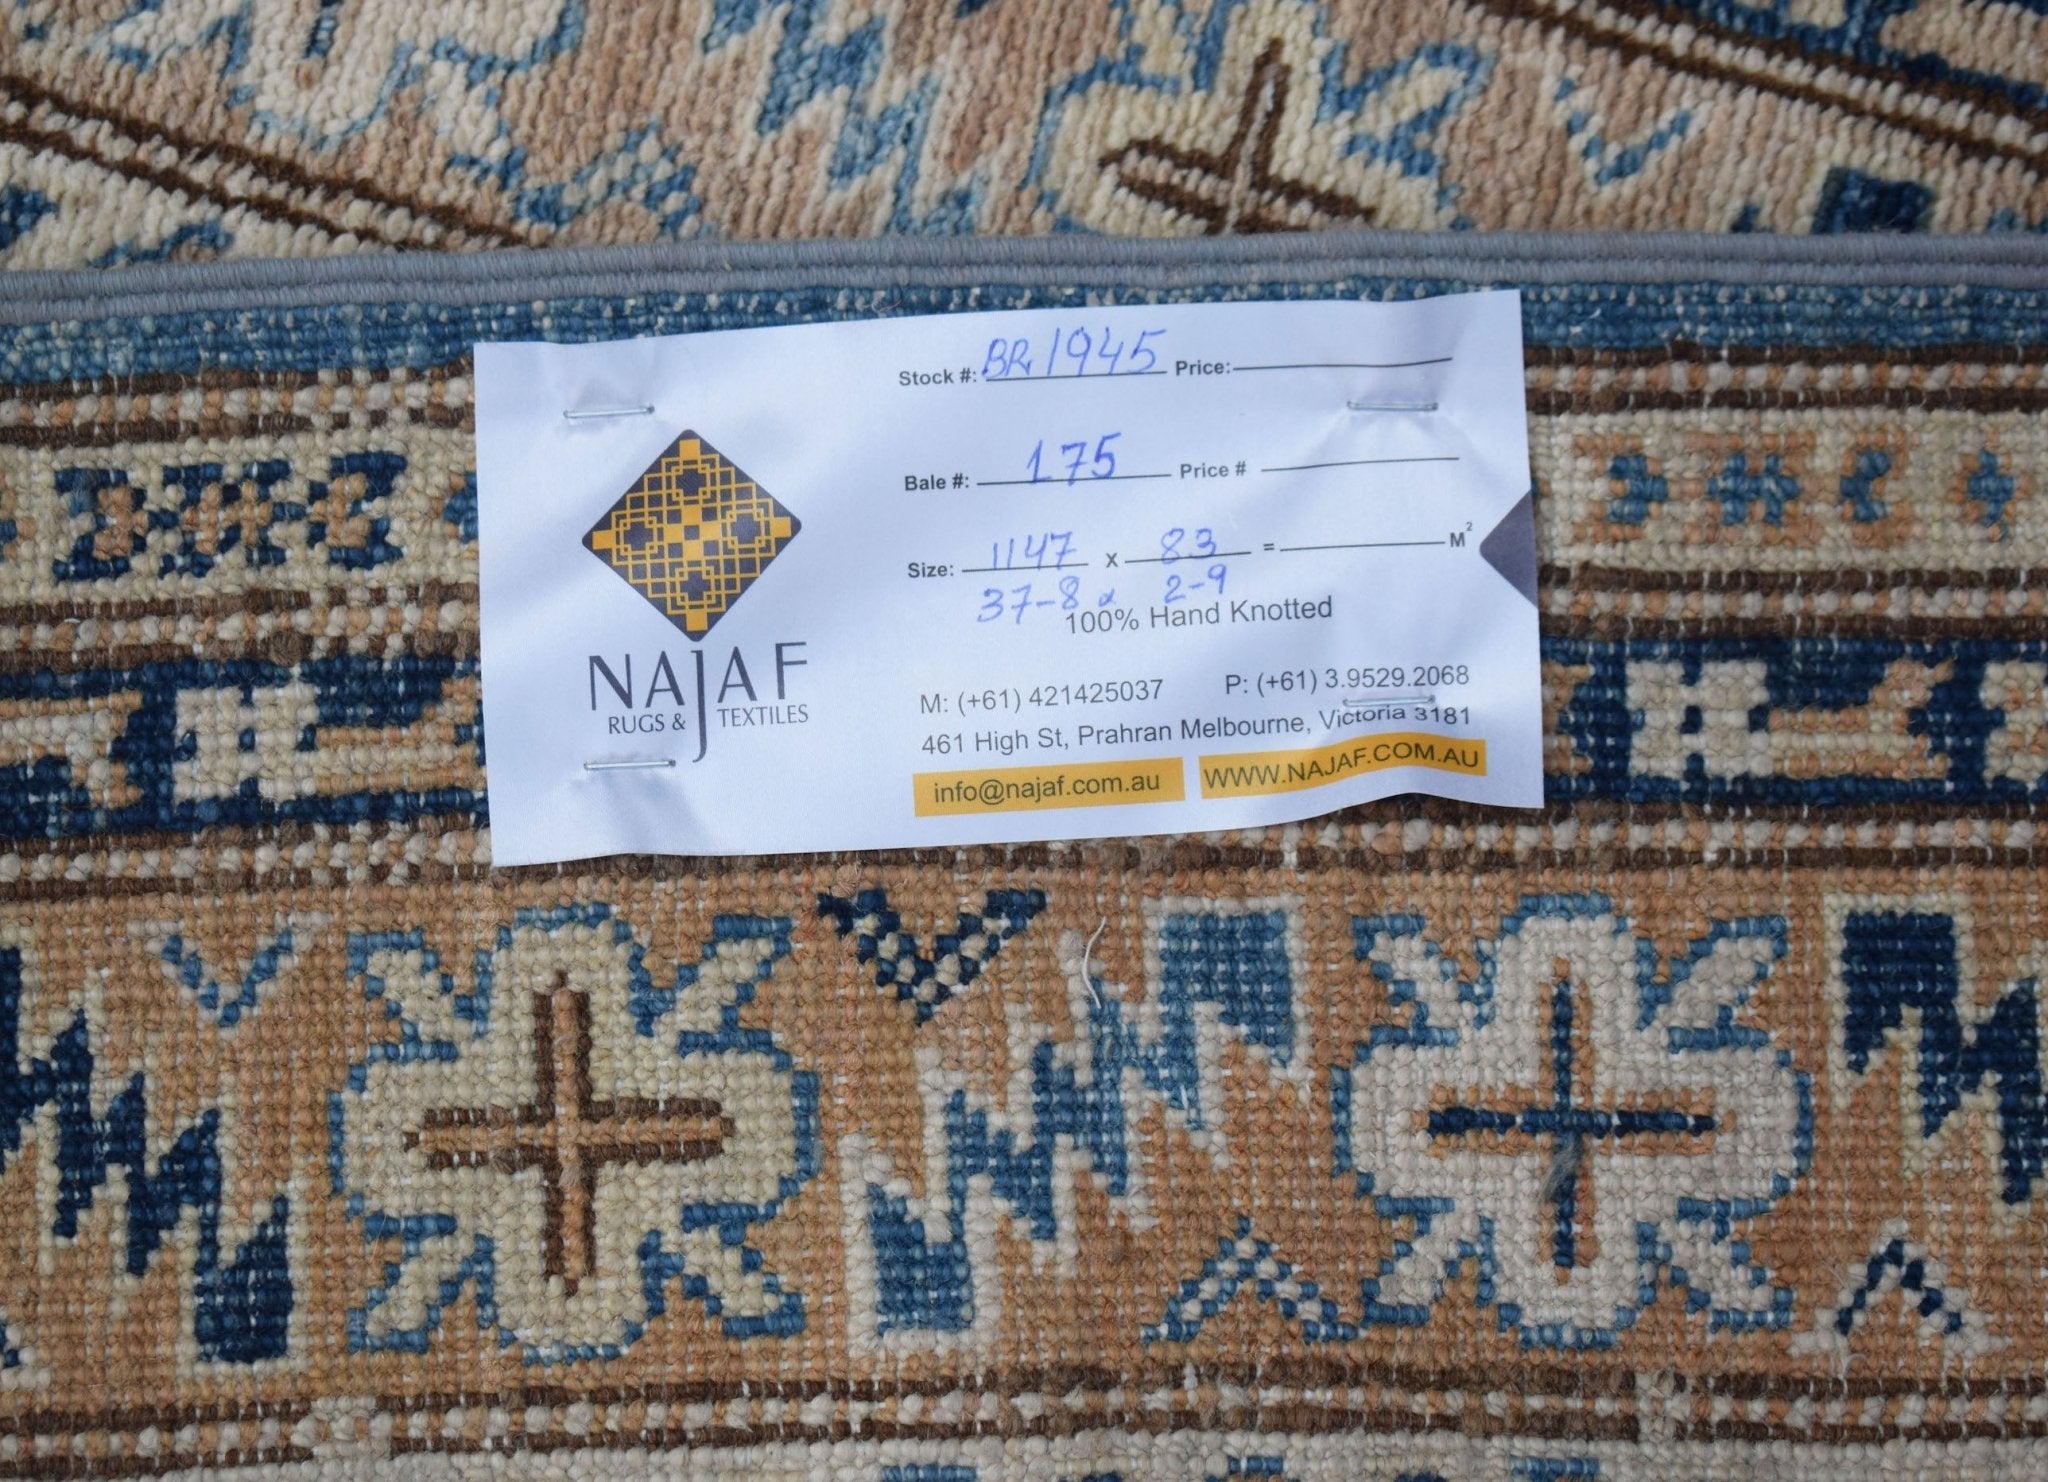 Stock #: BR 1945 Price:
Bale #: 175 Price #
Size: 1147 x 83 = M²
37-8 x 2-9
100% Hand Knotted
NAJAF
RUGS & TEXTILES
M: (+61) 421425037 P: (+61) 3.9529.2068
461 High St, Prahran Melbourne, Victoria 3181
info@najaf.com.au WWW.NAJAF.COM.AU